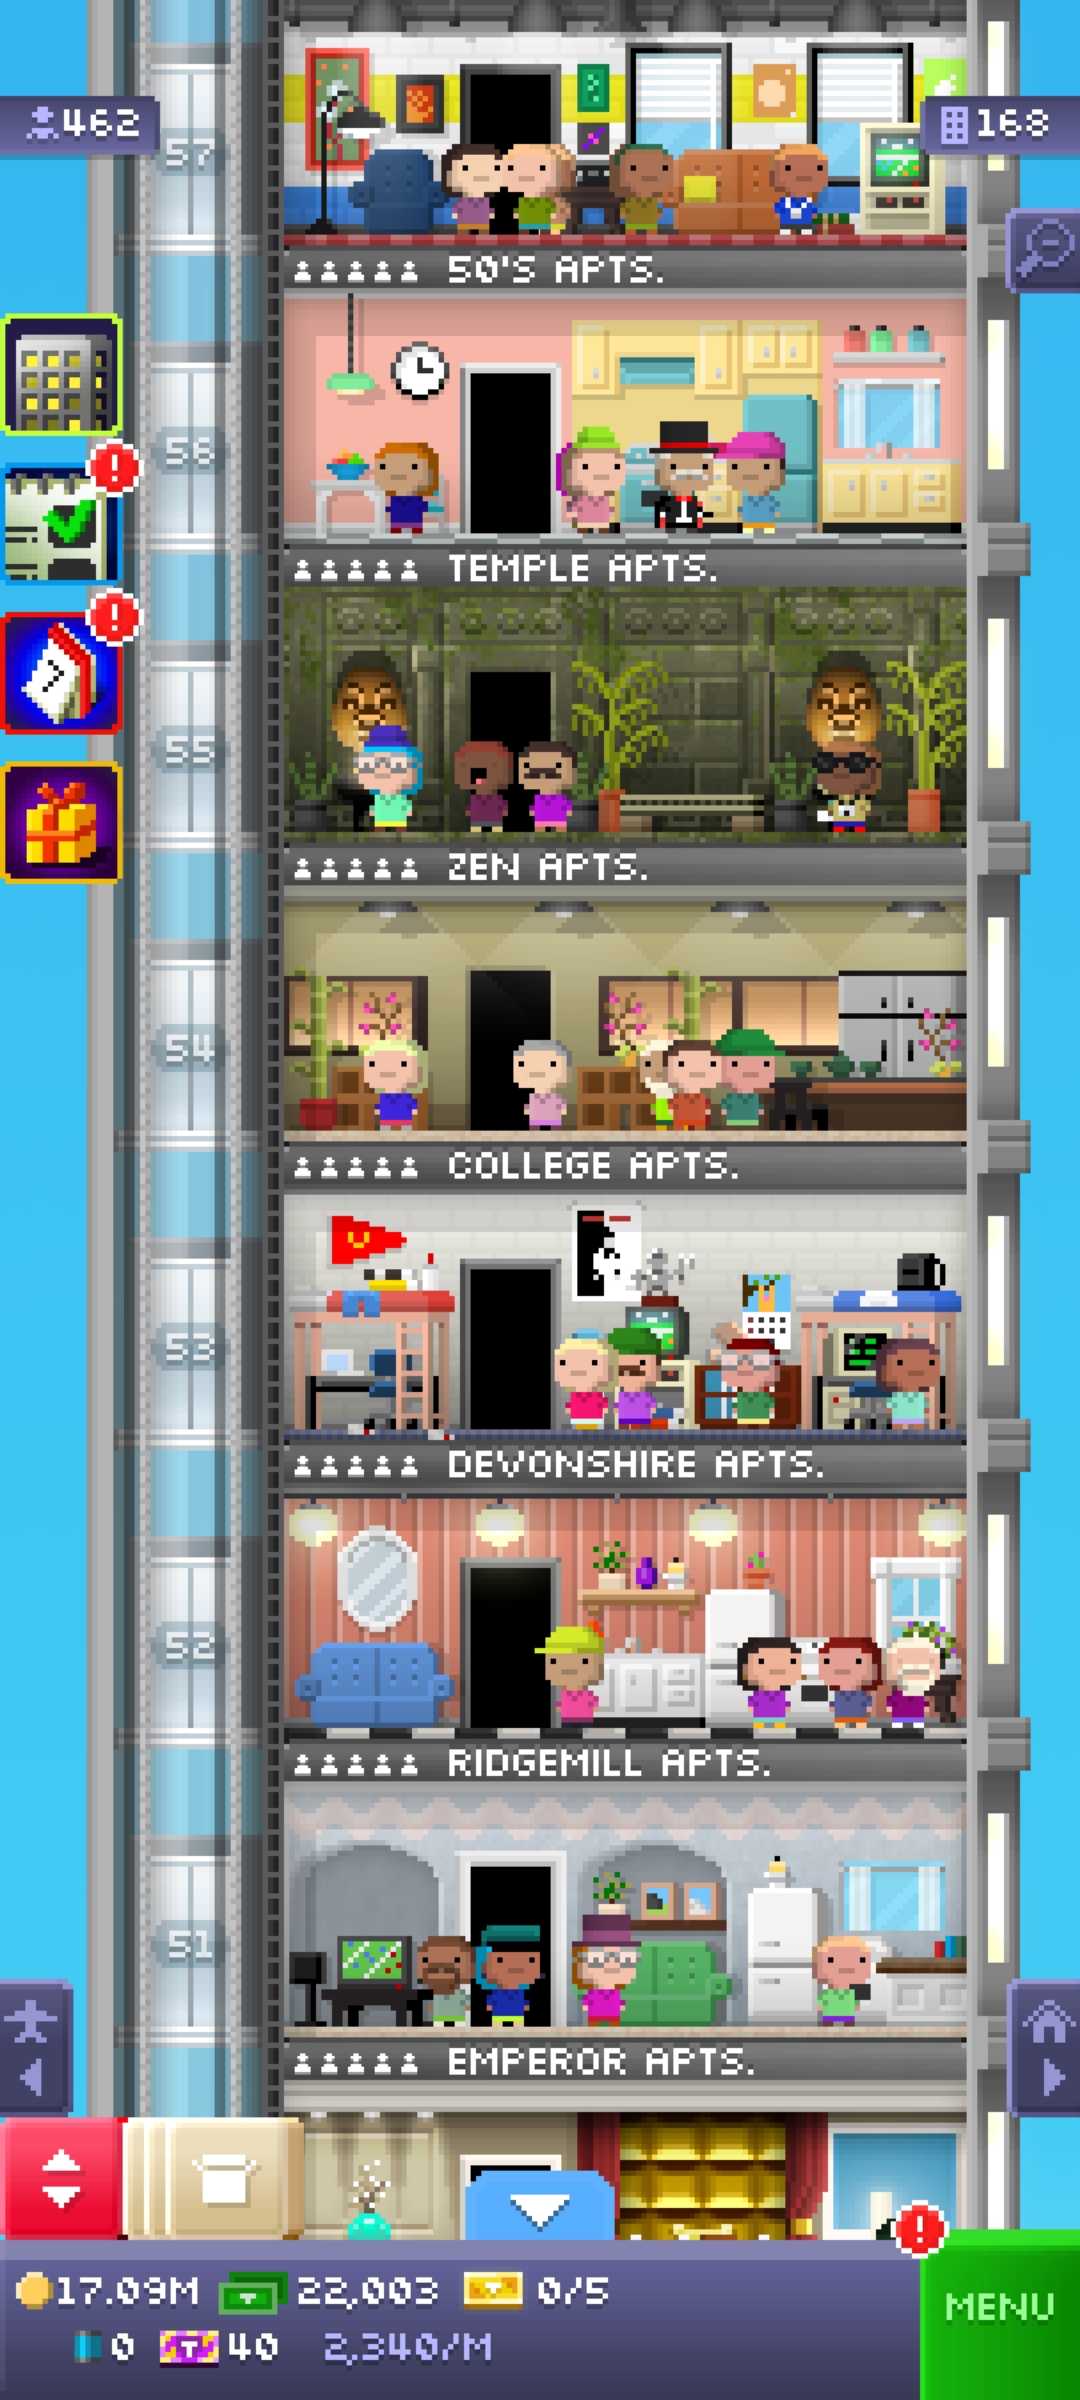 462
168
57
50'S APTS.
56
TEMPLE APTS.
55
ZEN APTS.
54
COLLEGE APTS.
53
DEVONSHIRE APTS.
52
RIDGEMILL APTS.
51
EMPEROR APTS.
17.09M 22,003 0/5
0 40 2,340/M
MENU